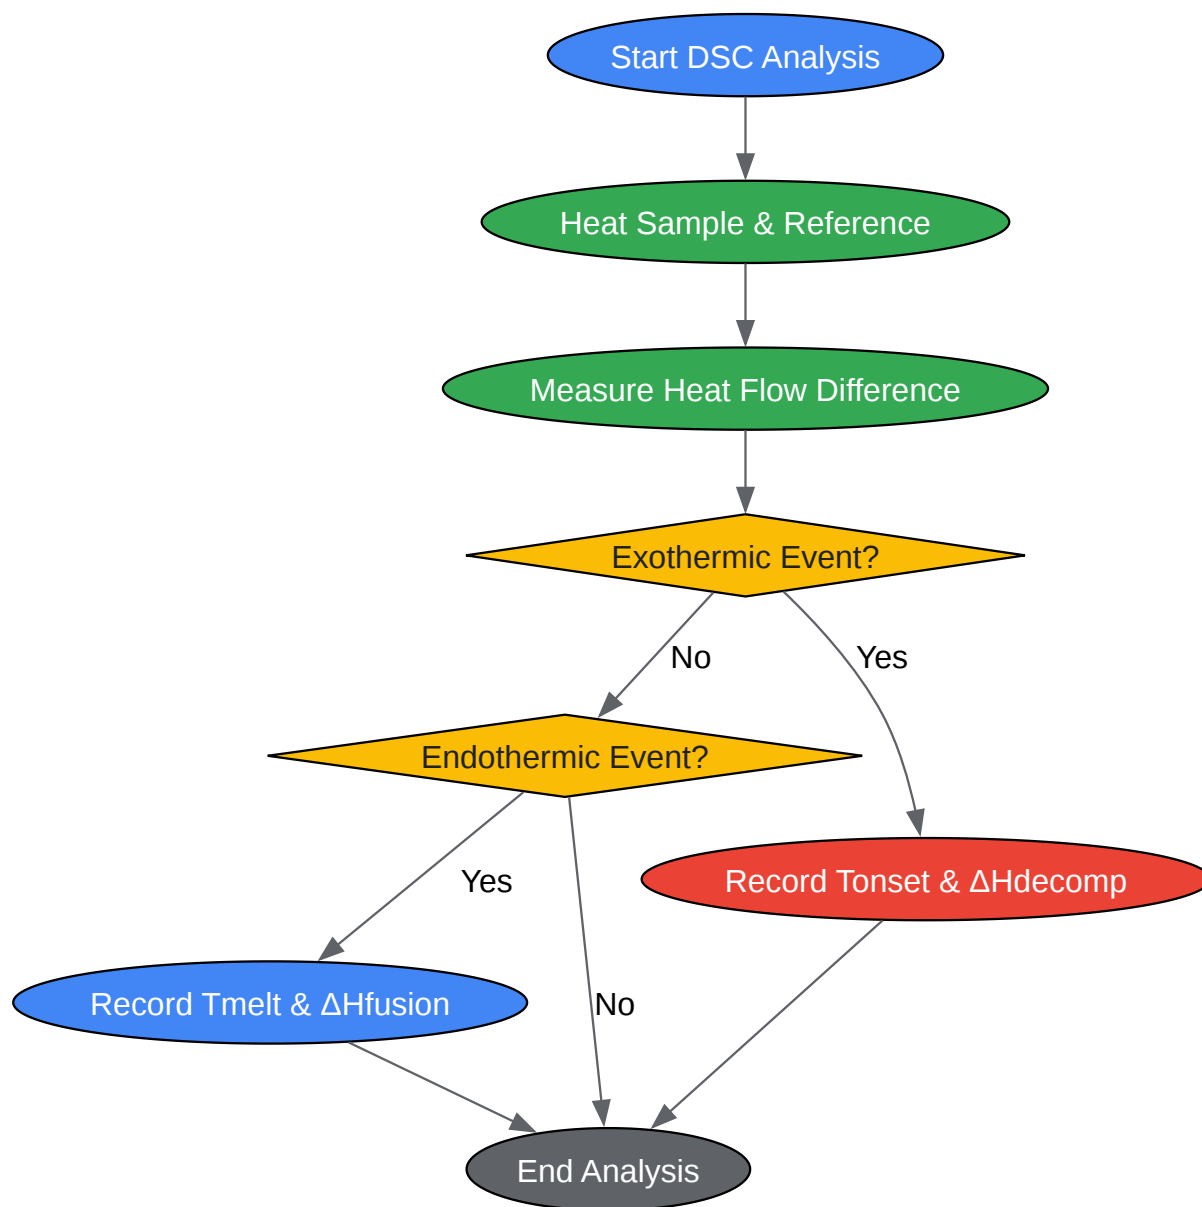 Start DSC Analysis
Heat Sample & Reference
Measure Heat Flow Difference
Exothermic Event?
No
Yes
Endothermic Event?
Yes
Record Tonset & ΔHdecomp
Record Tmelt & ΔHfusion
No
End Analysis